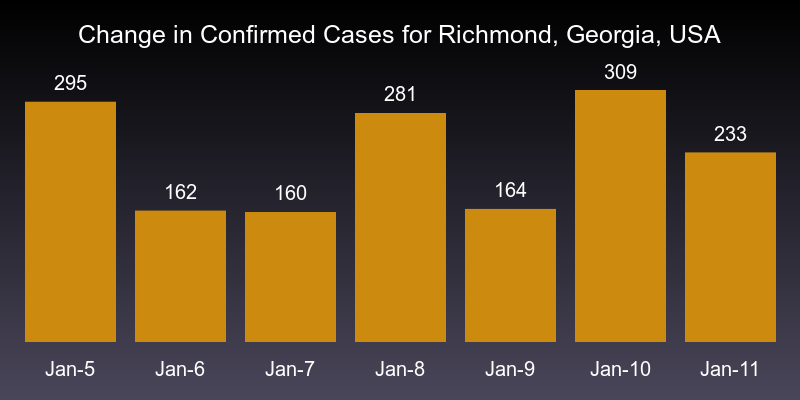 Change in Confirmed Cases for Richmond, Georgia, USA
295
162
160
281
164
309
233
Jan-5
Jan-6
Jan-7
Jan-8
Jan-9
Jan-10
Jan-11